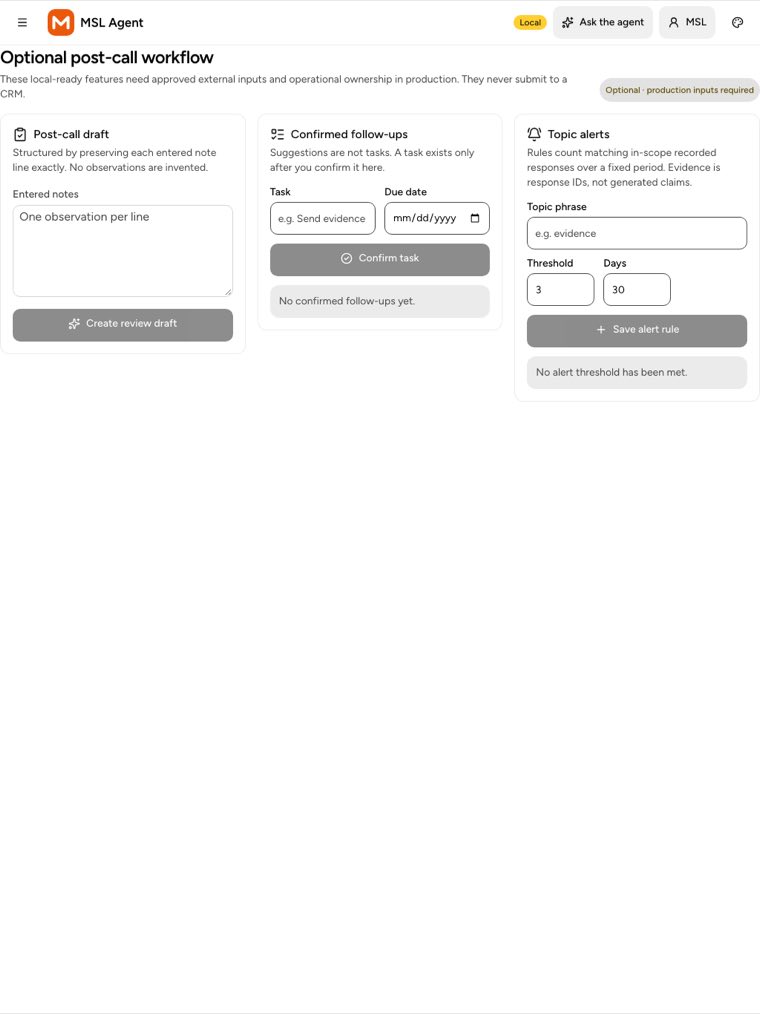 MSL Agent
Local
Ask the agent
MSL
Optional post-call workflow
These local-ready features need approved external inputs and operational ownership in production. They never submit to a
CRM.
Optional · production inputs required
Post-call draft
Structured by preserving each entered note
line exactly. No observations are invented.
Entered notes
One observation per line
Create review draft
Confirmed follow-ups
Suggestions are not tasks. A task exists only
after you confirm it here.
Task
Due date
e.g. Send evidence
mm/dd/yyyy
Confirm task
No confirmed follow-ups yet.
Topic alerts
Rules count matching in-scope recorded
responses over a fixed period. Evidence is
response IDs, not generated claims.
Topic phrase
e.g. evidence
Threshold
Days
3
30
Save alert rule
No alert threshold has been met.